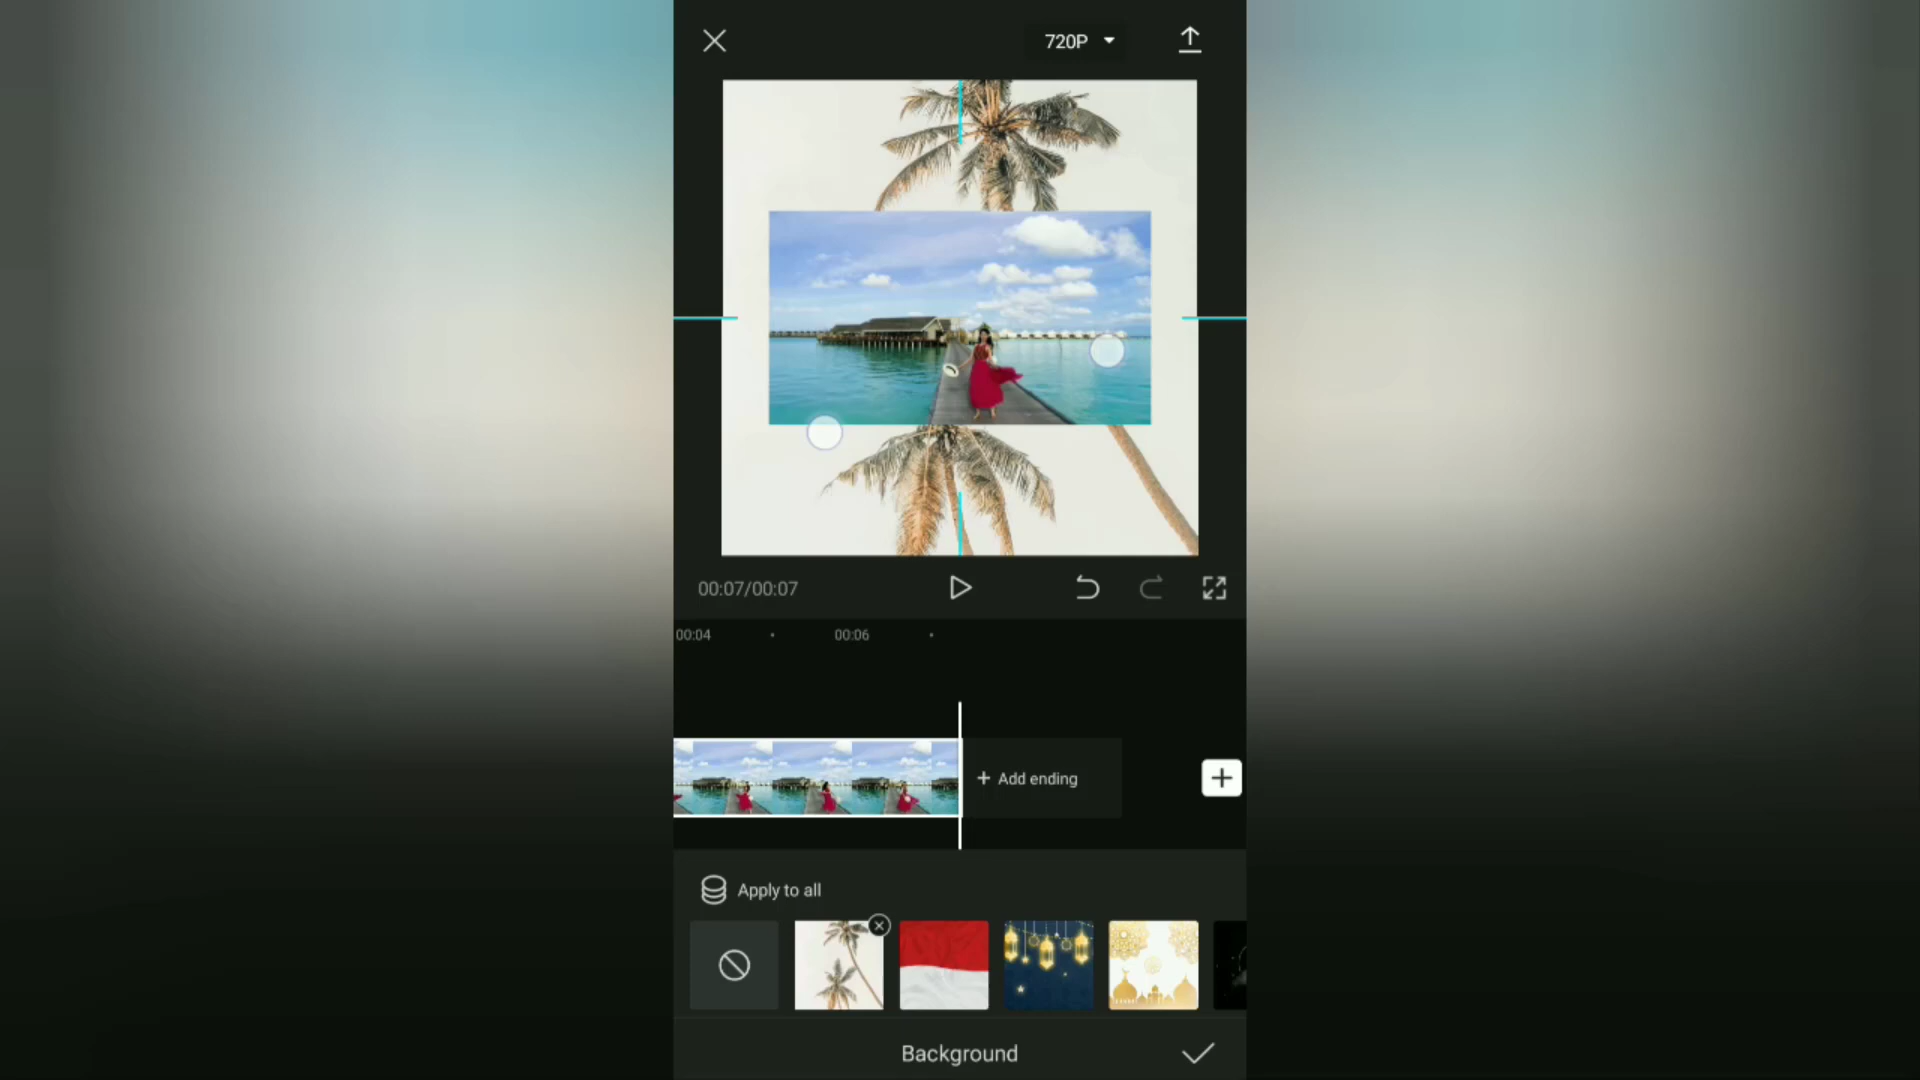 720P
00:07/00:07
00:04
00:06
+ Add ending
Apply to all
Background